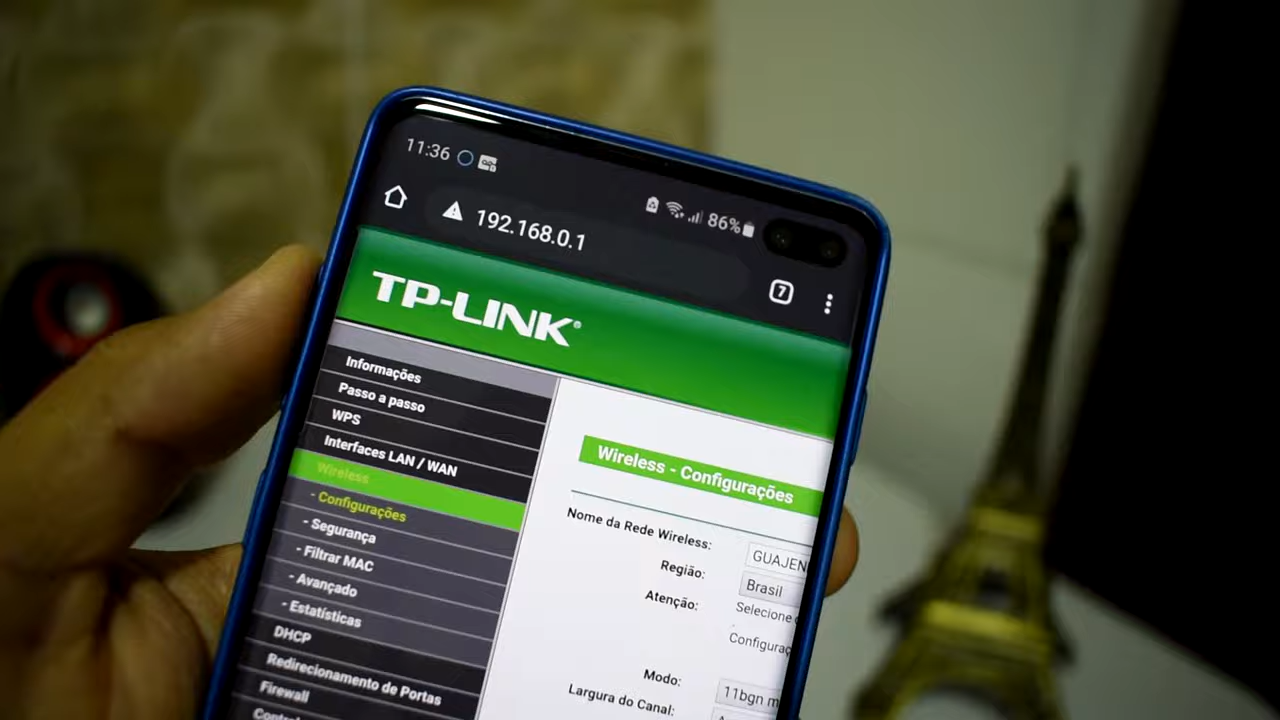 11:36
86%
192.168.0.1
7
TP-LINK®
Informações
Passo a passo
WPS
Interfaces LAN / WAN
Wireless
- Configurações
- Segurança
- Filtrar MAC
- Avançado
- Estatísticas
DHCP
Redirecionamento de Portas
Firewall
Wireless - Configurações
Nome da Rede Wireless: GUAJEN
Região: Brasil
Atenção: Selecione
Configuraç
Modo: 11bgn m
Largura do Canal: